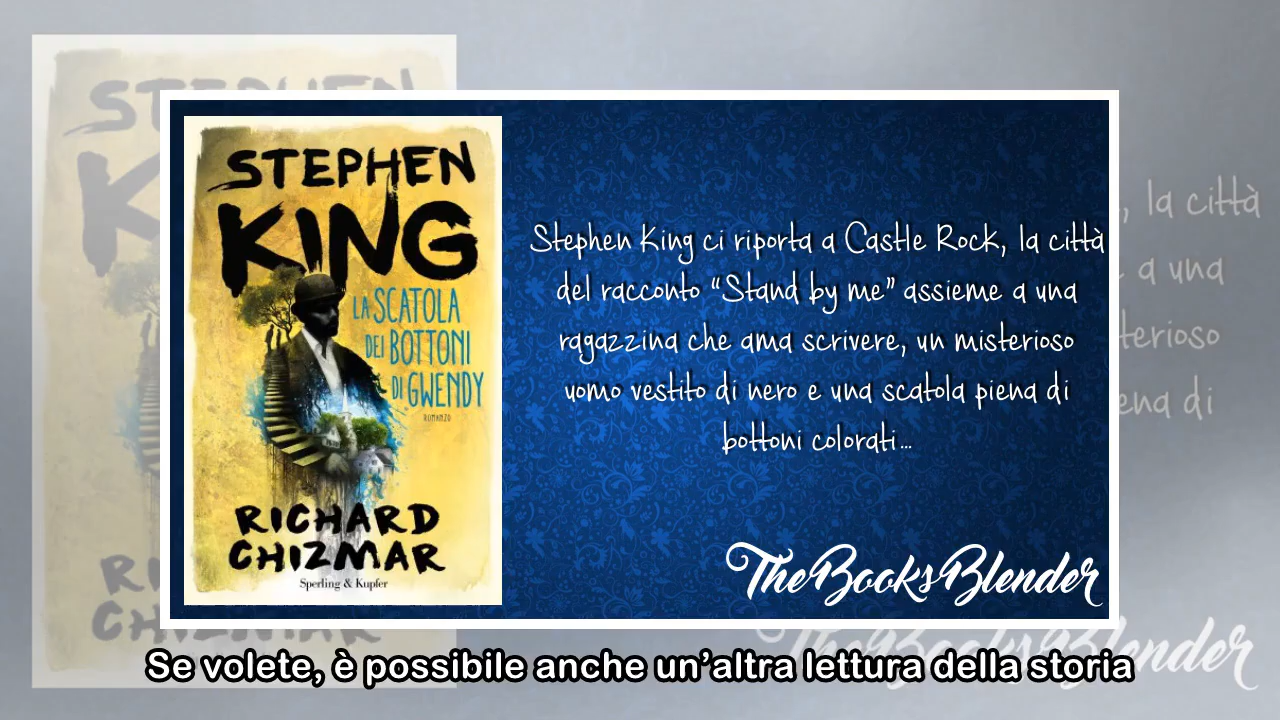 STEPHEN
KING
LA SCATOLA
DEI BOTTONI
DI GWENDY
ROMANZO
RICHARD
CHIZMAR
Sperling & Kupfer
Stephen King ci riporta a Castle Rock, la città
del racconto “Stand by me” assieme a una
ragazzina che ama scrivere, un misterioso
uomo vestito di nero e una scatola piena di
bottoni colorati...
TheBooksBlender
Se volete, è possibile anche un’altra lettura della storia